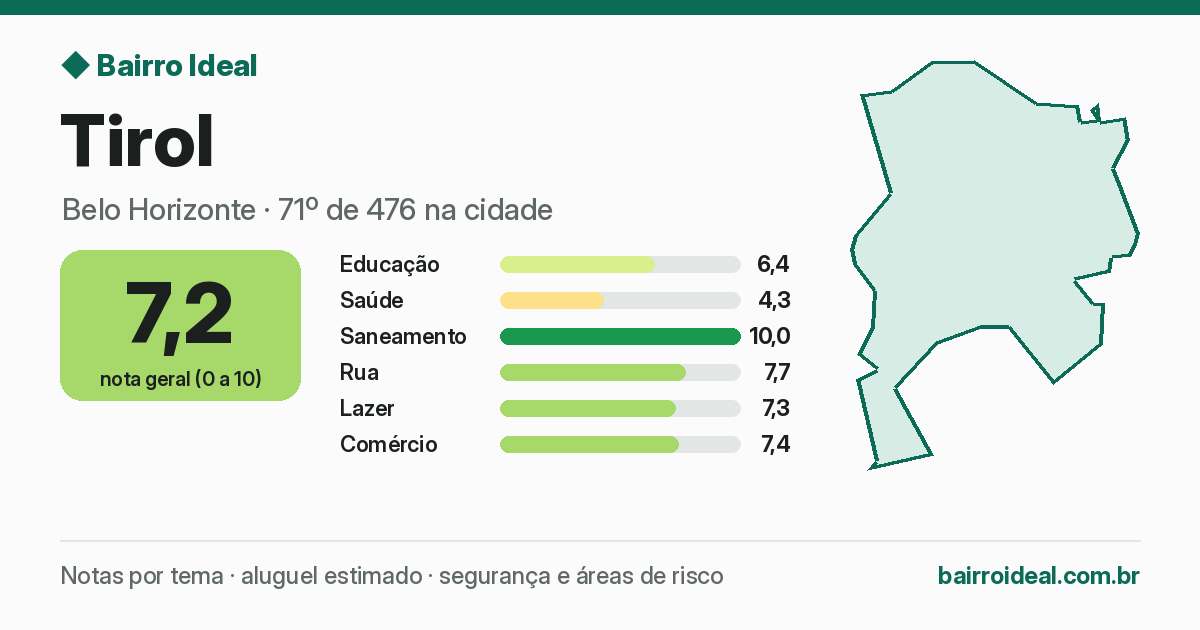 Bairro Ideal
Tirol
Belo Horizonte · 71º de 476 na cidade
7,2
nota geral (0 a 10)
Educação 6,4
Saúde 4,3
Saneamento 10,0
Rua 7,7
Lazer 7,3
Comércio 7,4
Notas por tema · aluguel estimado · segurança e áreas de risco
bairroideal.com.br